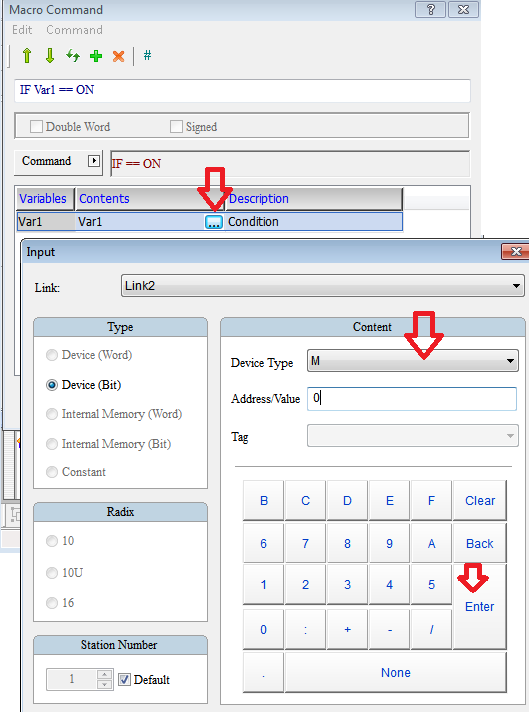 Macro Command
Edit Command
#
IF Var1 == ON
Double Word Signed
Command IF == ON
Variables Contents Description
Var1 Var1 ... Condition
Input
Link: Link2
Type
Device (Word)
Device (Bit)
Internal Memory (Word)
Internal Memory (Bit)
Constant
Radix
10
10U
16
Station Number
1 Default
Content
Device Type M
Address/Value 0
Tag
B C D E F Clear
6 7 8 9 A Back
1 2 3 4 5 Enter
0 : + - /
. None